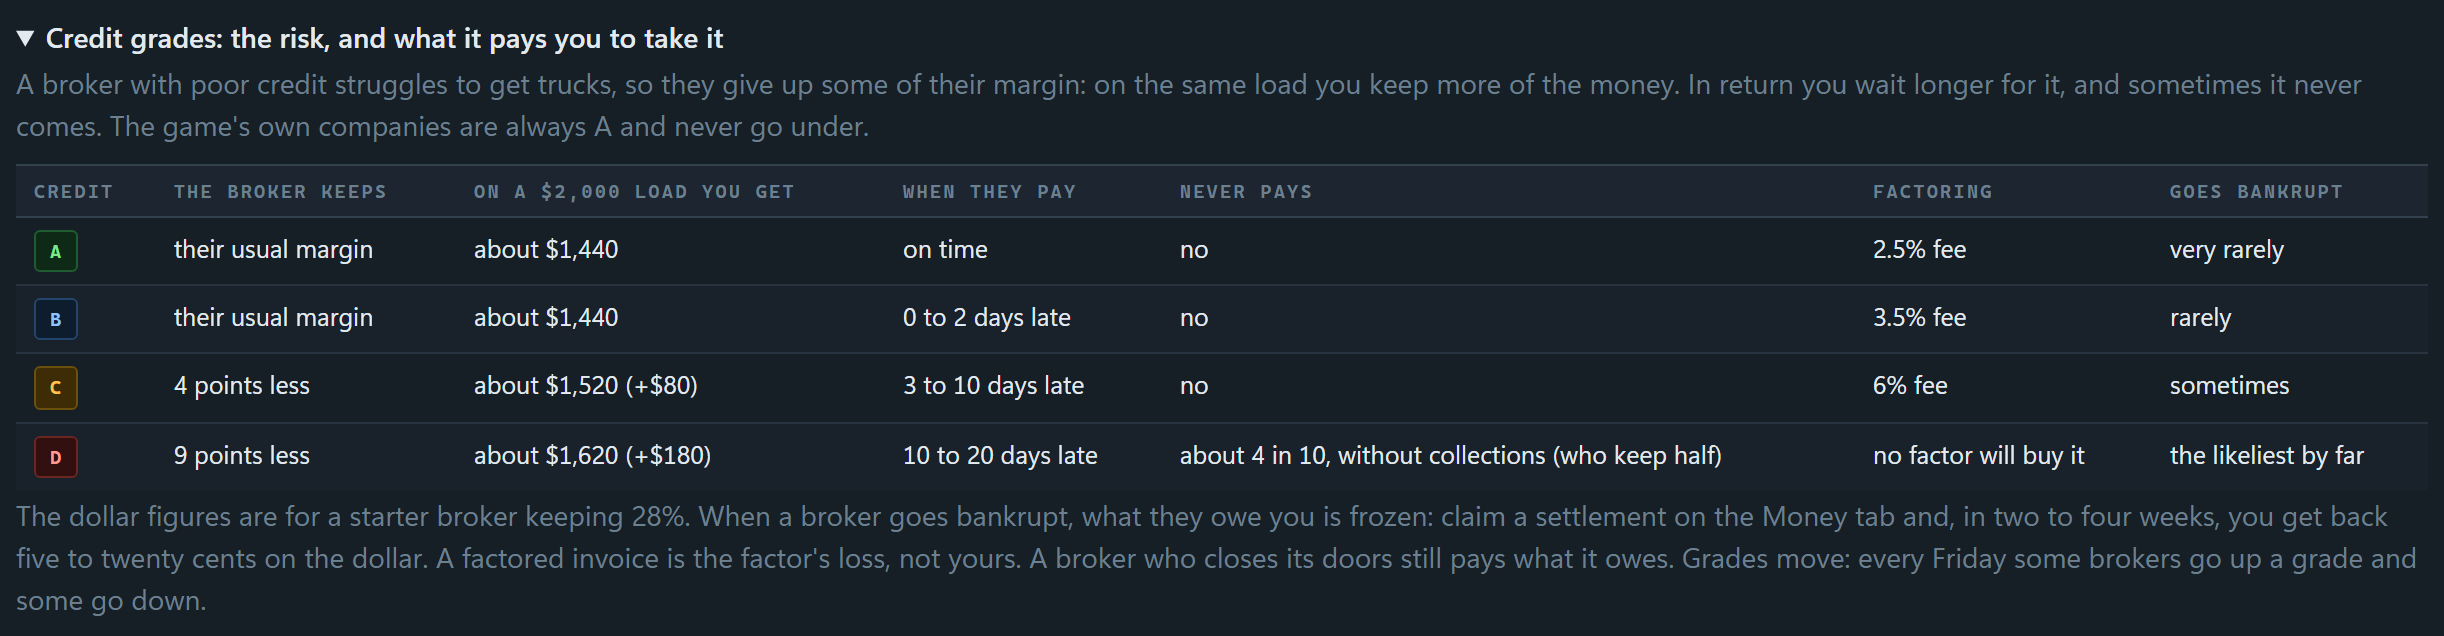 ▼ Credit grades: the risk, and what it pays you to take it
A broker with poor credit struggles to get trucks, so they give up some of their margin: on the same load you keep more of the money. In return you wait longer for it, and sometimes it never
comes. The game's own companies are always A and never go under.
CREDIT THE BROKER KEEPS ON A $2,000 LOAD YOU GET WHEN THEY PAY NEVER PAYS FACTORING GOES BANKRUPT
A their usual margin about $1,440 on time no 2.5% fee very rarely
B their usual margin about $1,440 0 to 2 days late no 3.5% fee rarely
C 4 points less about $1,520 (+$80) 3 to 10 days late no 6% fee sometimes
D 9 points less about $1,620 (+$180) 10 to 20 days late about 4 in 10, without collections (who keep half) no factor will buy it the likeliest by far
The dollar figures are for a starter broker keeping 28%. When a broker goes bankrupt, what they owe you is frozen: claim a settlement on the Money tab and, in two to four weeks, you get back
five to twenty cents on the dollar. A factored invoice is the factor's loss, not yours. A broker who closes its doors still pays what it owes. Grades move: every Friday some brokers go up a grade and
some go down.